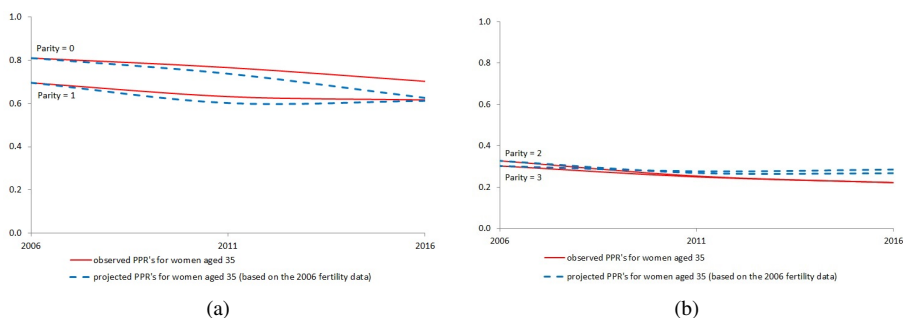 1.0
Parity = 0
0.8
Parity = 1
0.6
0.4
0.2
0.0
2006 2011 2016
observed PPR's for women aged 35
projected PPR's for women aged 35 (based on the 2006 fertility data)
(a)
1.0
0.8
0.6
0.4
Parity = 2
0.2
Parity = 3
0.0
2006 2011 2016
observed PPR's for women aged 35
projected PPR's for women aged 35 (based on the 2006 fertility data)
(b)